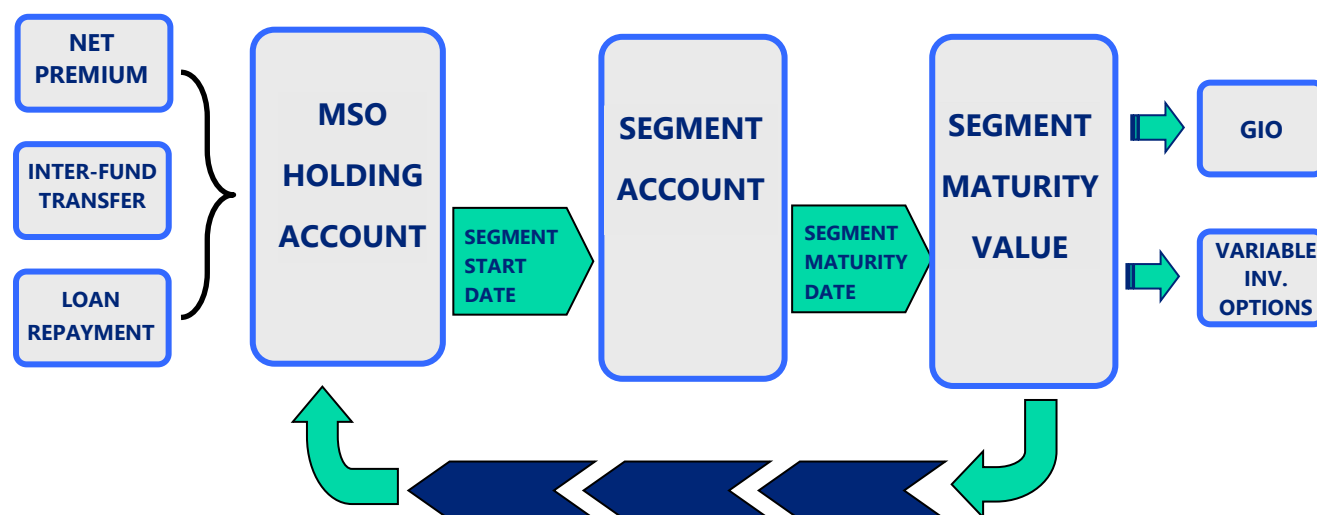 NET
PREMIUM
INTER-FUND
TRANSFER
LOAN
REPAYMENT
MSO
HOLDING
ACCOUNT
SEGMENT
START
DATE
SEGMENT
ACCOUNT
SEGMENT
MATURITY
DATE
SEGMENT
MATURITY
VALUE
GIO
VARIABLE
INV.
OPTIONS